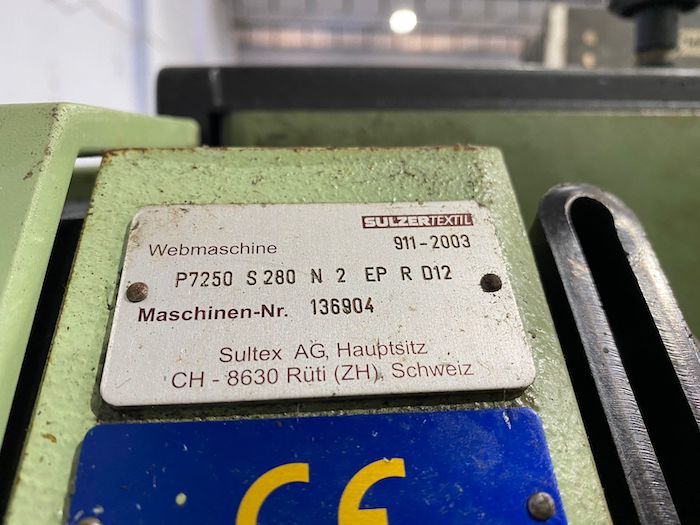 SULZERTEXTIL
Webmaschine 911-2003
P7250 S 280 N 2 EP R D12
Maschinen-Nr. 136904
Sultex AG, Hauptsitz
CH - 8630 Rüti (ZH), Schweiz
CE